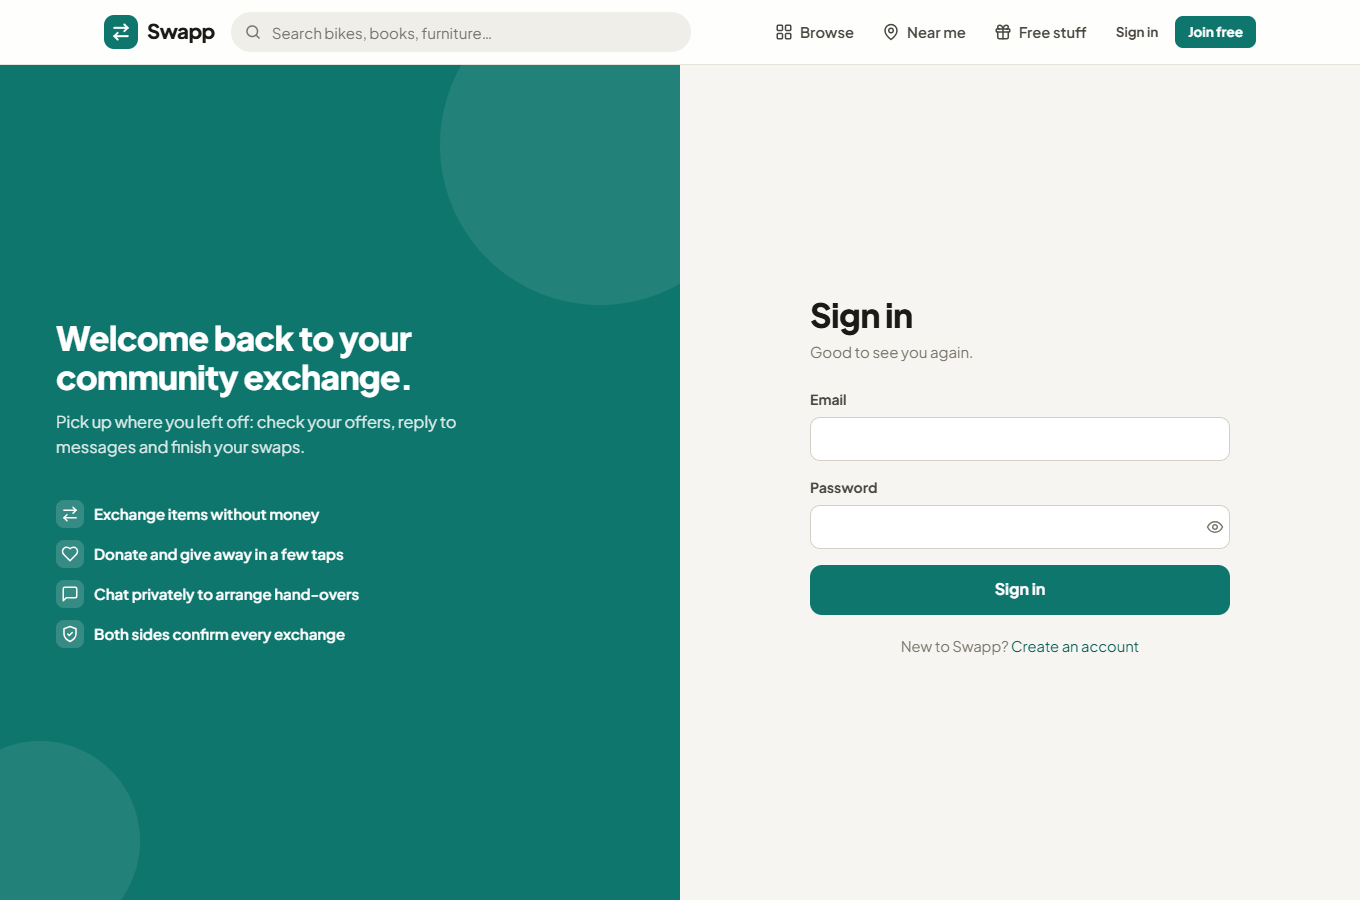 Swapp
Search bikes, books, furniture...
Browse
Near me
Free stuff
Sign in
Join free
Welcome back to your
community exchange.
Pick up where you left off: check your offers, reply to
messages and finish your swaps.
Exchange items without money
Donate and give away in a few taps
Chat privately to arrange hand-overs
Both sides confirm every exchange
Sign in
Good to see you again.
Email
Password
Sign in
New to Swapp? Create an account